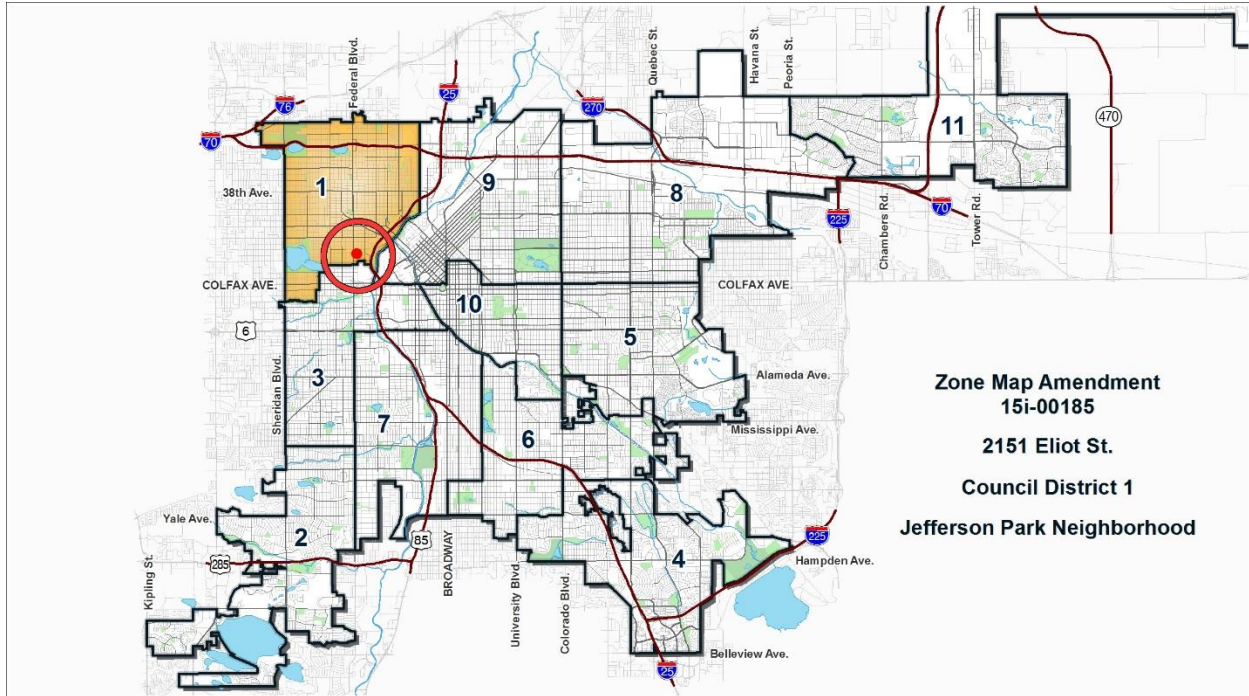 Federal Blvd.
Quebec St.
Havana St.
Peoria St.
76
25
270
470
70
11
1
9
8
38th Ave.
225
70
Chambers Rd.
Tower Rd.
COLFAX AVE.
COLFAX AVE.
10
6
5
Sheridan Blvd.
3
Alameda Ave.
7
Mississippi Ave.
6
Yale Ave.
2
85
4
225
285
Hampden Ave.
Kipling St.
BROADWAY
University Blvd.
Colorado Blvd.
Belleview Ave.
25
Zone Map Amendment
15i-00185
2151 Eliot St.
Council District 1
Jefferson Park Neighborhood